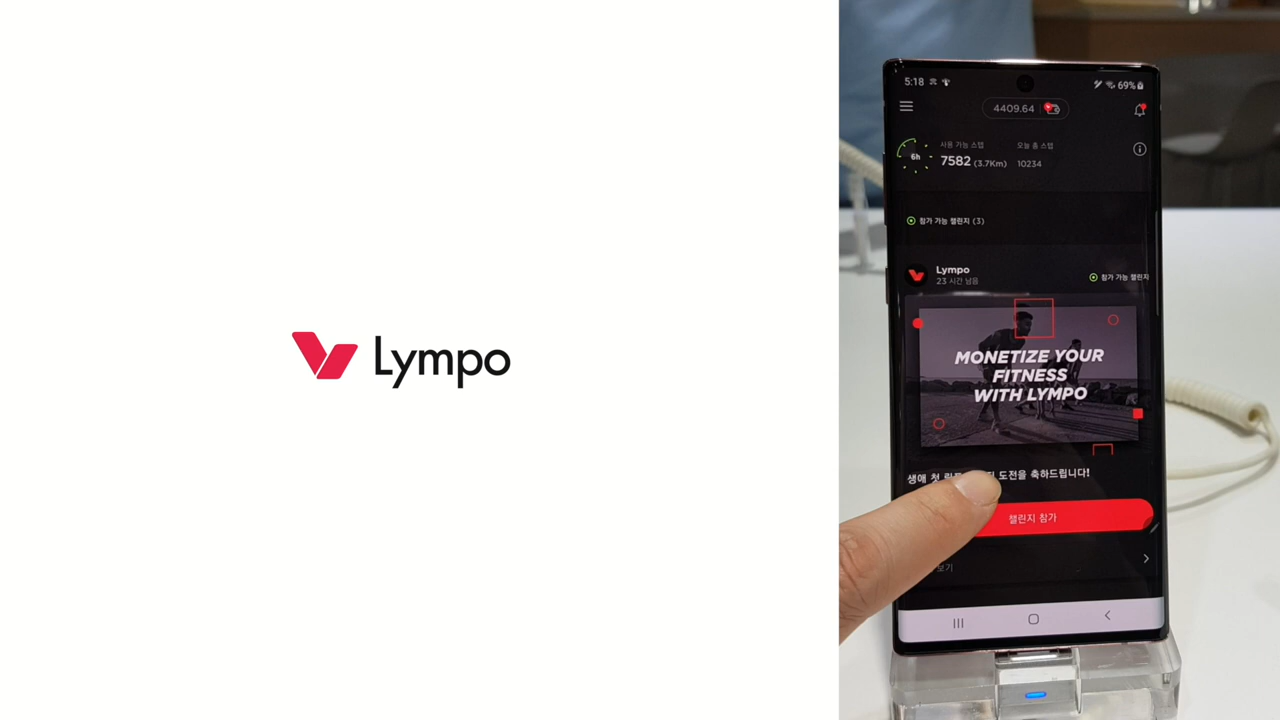 Lympo
5:18
69%
4409.64
6h
사용 가능 스텝
오늘 총 스텝
7582 (3.7Km)
10234
참가 가능 챌린지 (3)
Lympo
23 시간 남음
참가 가능 챌린지
MONETIZE YOUR
FITNESS
WITH LYMPO
생애 첫 도전을 축하드립니다!
챌린지 참가
보기